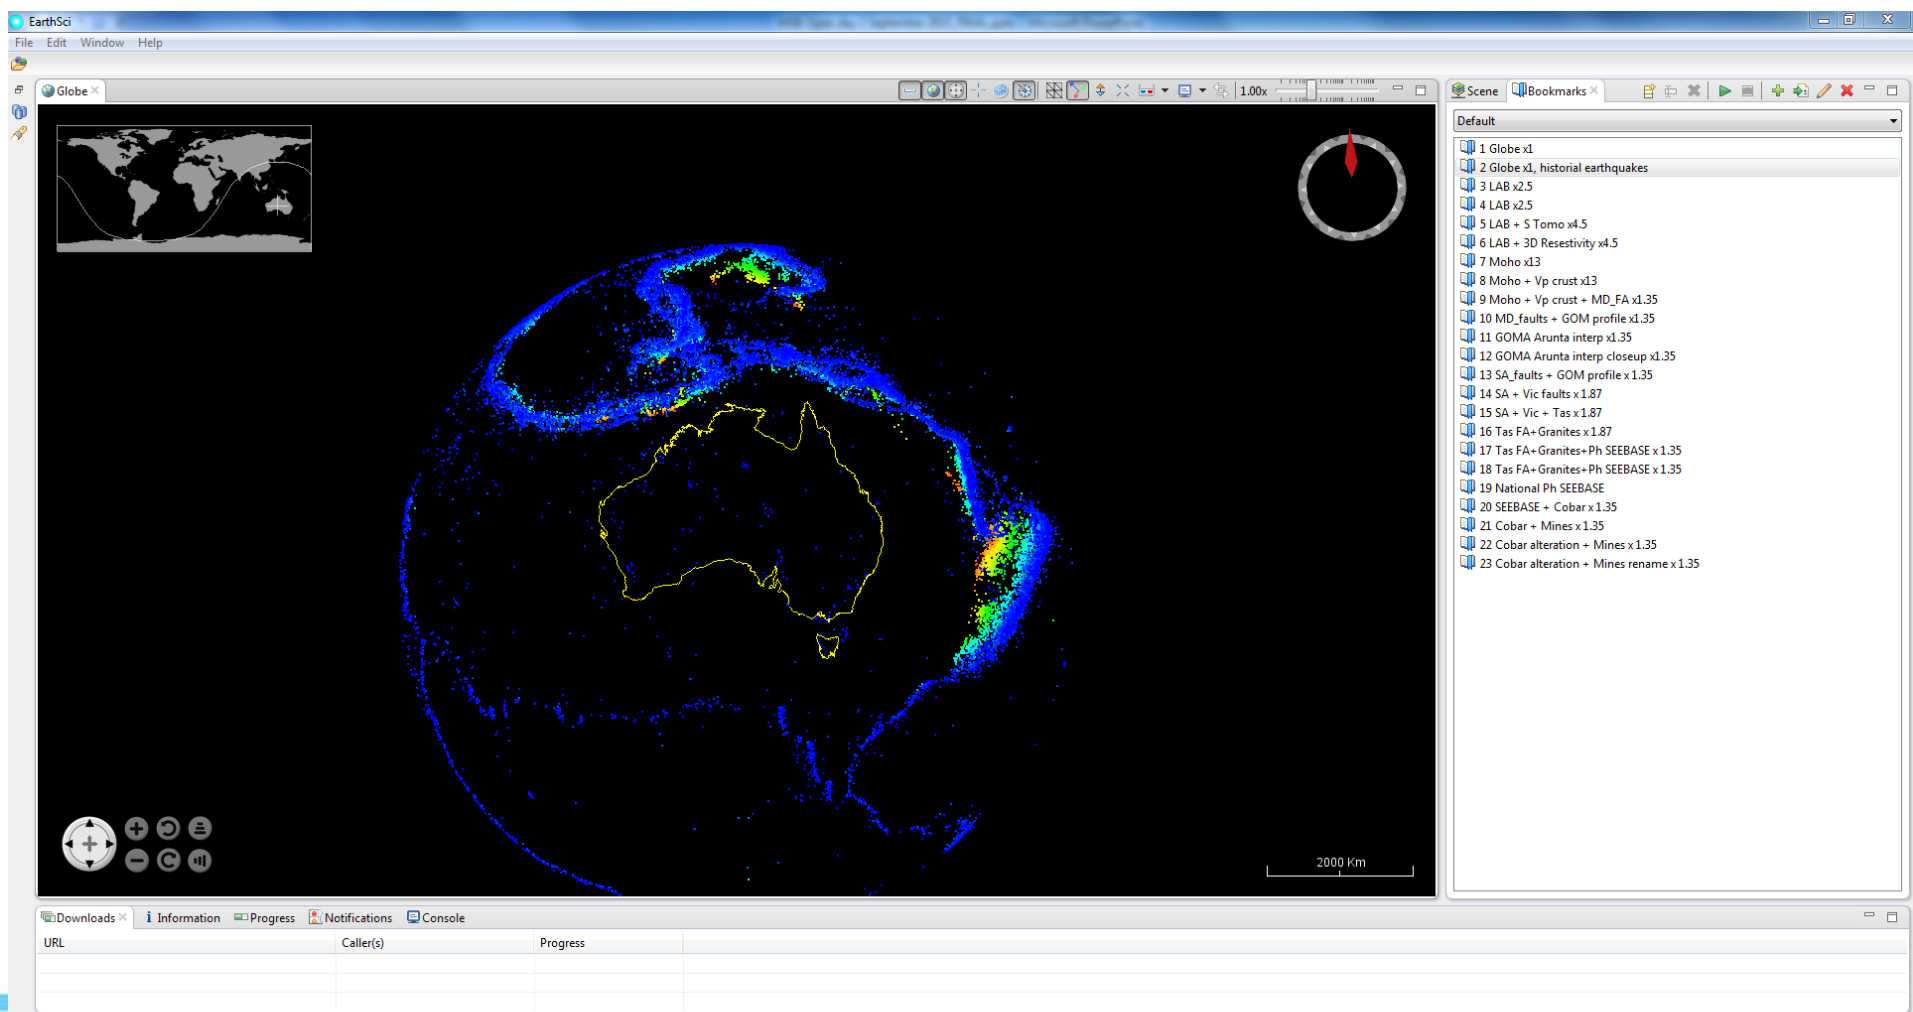 EarthSci
File Edit Window Help
Globe
1.00x
Scene Bookmarks
Default
1 Globe x1
2 Globe x1, historial earthquakes
3 LAB x2.5
4 LAB x2.5
5 LAB + S Tomo x4.5
6 LAB + 3D Resestivity x4.5
7 Moho x13
8 Moho + Vp crust x13
9 Moho + Vp crust + MD_FA x1.35
10 MD_faults + GOM profile x1.35
11 GOMA Arunta interp x1.35
12 GOMA Arunta interp closeup x1.35
13 SA_faults + GOM profile x 1.35
14 SA + Vic faults x 1.87
15 SA + Vic + Tas x 1.87
16 Tas FA+Granites x 1.87
17 Tas FA+Granites+Ph SEEBASE x 1.35
18 Tas FA+Granites+Ph SEEBASE x 1.35
19 National Ph SEEBASE
20 SEEBASE + Cobar x 1.35
21 Cobar + Mines x 1.35
22 Cobar alteration + Mines x 1.35
23 Cobar alteration + Mines rename x 1.35
2000 Km
Downloads Information Progress Notifications Console
URL Caller(s) Progress